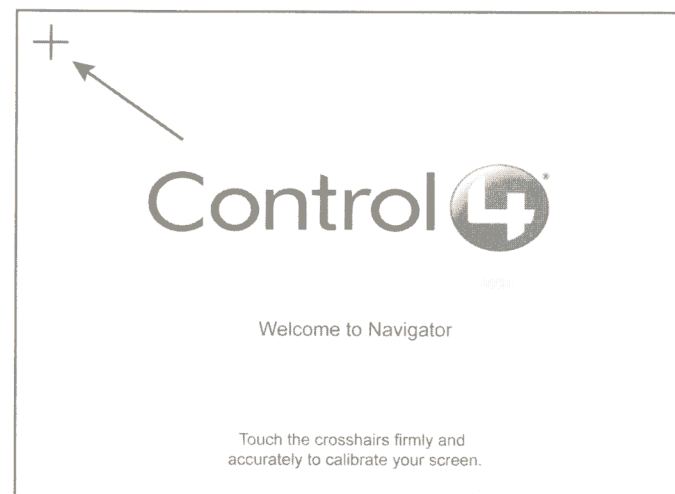 Control4®
Welcome to Navigator
Touch the crosshairs firmly and
accurately to calibrate your screen.